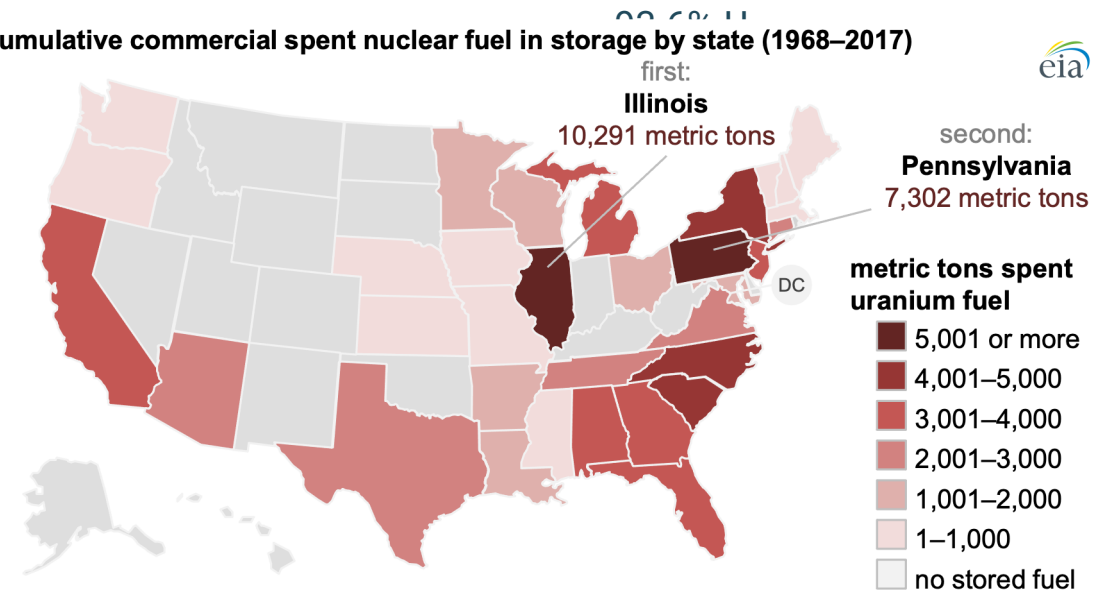 umulative commercial spent nuclear fuel in storage by state (1968–2017)
eia
first:
Illinois
10,291 metric tons
second:
Pennsylvania
7,302 metric tons
DC
metric tons spent
uranium fuel
5,001 or more
4,001–5,000
3,001–4,000
2,001–3,000
1,001–2,000
1–1,000
no stored fuel